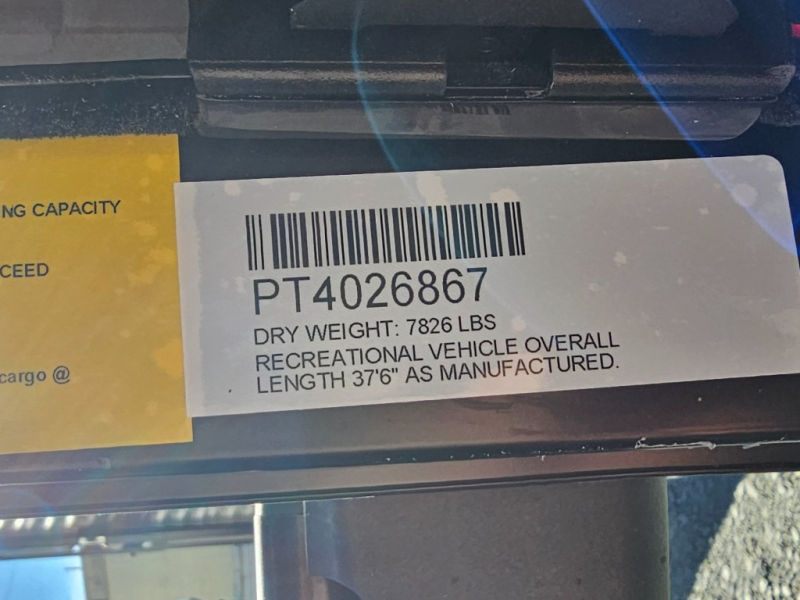 NG CAPACITY
CEED
cargo @
PT4026867
DRY WEIGHT: 7826 LBS
RECREATIONAL VEHICLE OVERALL
LENGTH 37'6" AS MANUFACTURED.